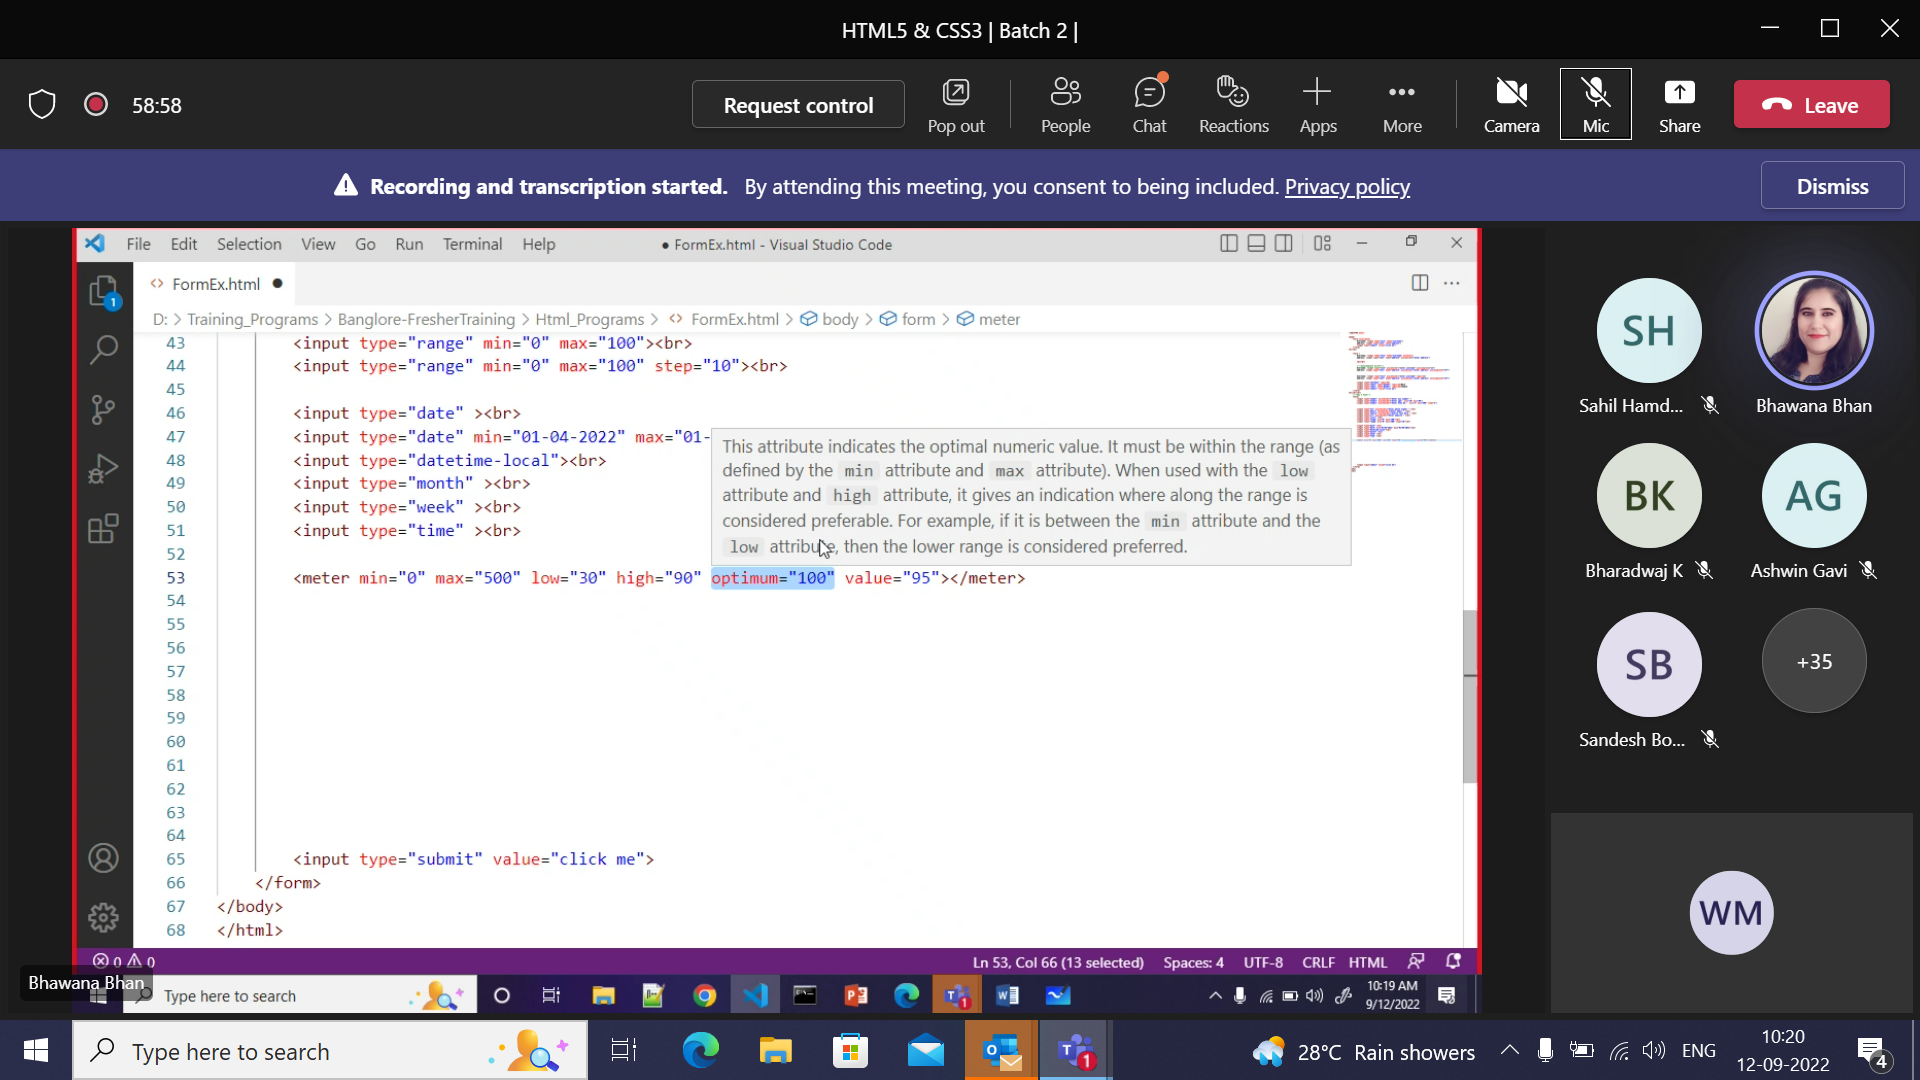 HTML5 & CSS3 | Batch 2 |
58:58
Request control
Pop out
People
Chat
Reactions
Apps
More
Camera
Mic
Share
Leave
Recording and transcription started. By attending this meeting, you consent to being included. Privacy policy
Dismiss
File Edit Selection View Go Run Terminal Help
● FormEx.html - Visual Studio Code
1
<> FormEx.html ●
D: > Training_Programs > Banglore-FresherTraining > Html_Programs > <> FormEx.html > body > form > meter
43 <input type="range" min="0" max="100"><br>
44 <input type="range" min="0" max="100" step="10"><br>
45
46 <input type="date" ><br>
47 <input type="date" min="01-04-2022" max="01-
48 <input type="datetime-local"><br>
49 <input type="month" ><br>
50 <input type="week" ><br>
51 <input type="time" ><br>
52
This attribute indicates the optimal numeric value. It must be within the range (as
defined by the min attribute and max attribute). When used with the low
attribute and high attribute, it gives an indication where along the range is
considered preferable. For example, if it is between the min attribute and the
low attribute, then the lower range is considered preferred.
53 <meter min="0" max="500" low="30" high="90" optimum="100" value="95"></meter>
54
55
56
57
58
59
60
61
62
63
64
65 <input type="submit" value="click me">
66 </form>
67 </body>
68 </html>
0 0
Ln 53, Col 66 (13 selected) Spaces: 4 UTF-8 CRLF HTML
Bhawana Bhan
Type here to search
1
10:19 AM
9/12/2022
SH
Sahil Hamd...
Bhawana Bhan
BK
Bharadwaj K
AG
Ashwin Gavi
SB
Sandesh Bo...
+35
WM
Type here to search
1
28°C Rain showers
ENG
10:20
12-09-2022
4